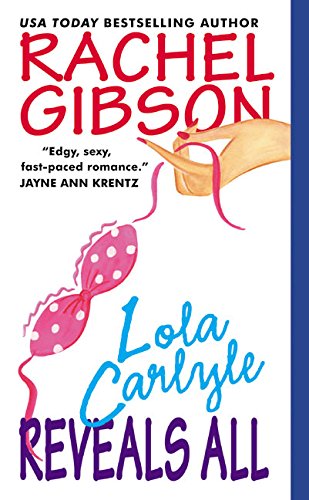 USA TODAY BESTSELLING AUTHOR
RACHEL
GIBSON
"Edgy, sexy,
fast-paced romance."
JAYNE ANN KRENTZ
Lola
Carlyle
REVEALS ALL